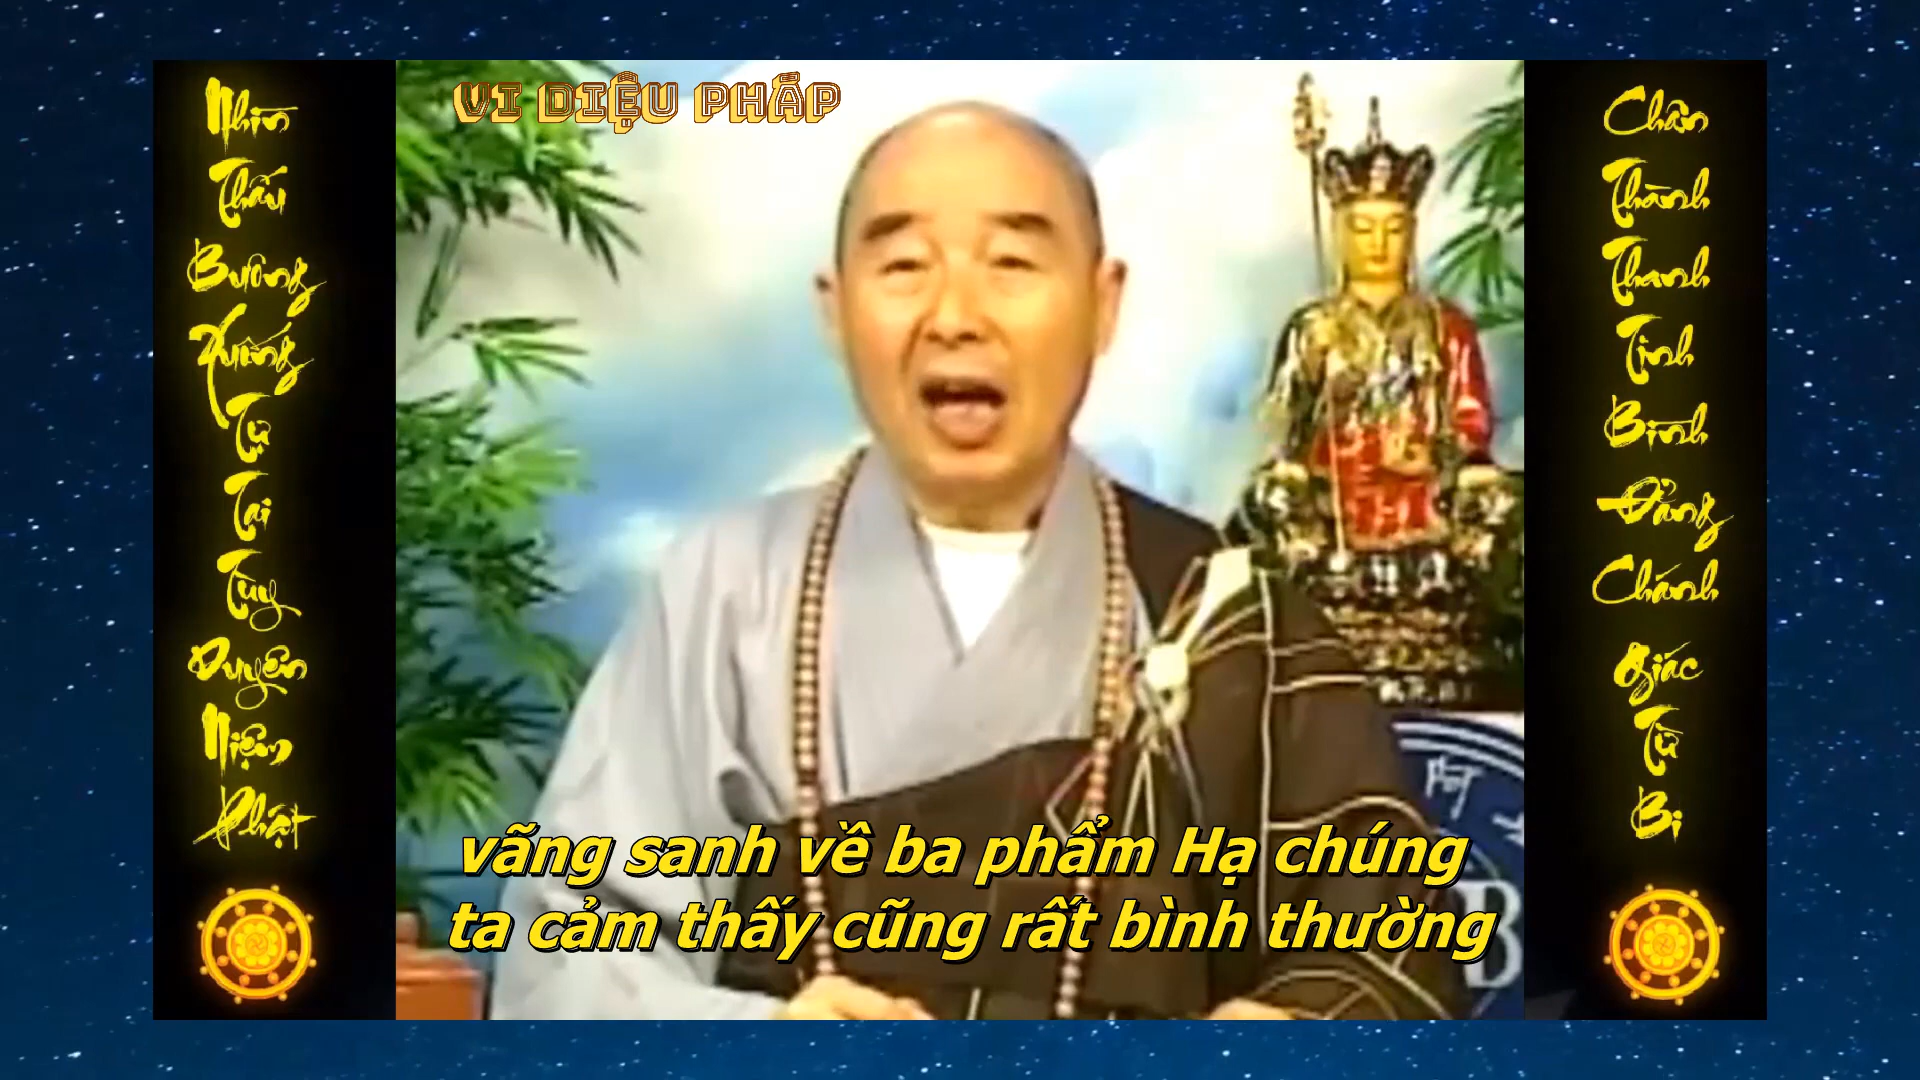 VI DIỆU PHÁP
Nhìn
Thấu
Buông
Xuống
Tự
Tại
Tùy
Duyên
Niệm
Phật
Chân
Thành
Thanh
Tịnh
Bình
Đẳng
Chánh
Giác
Từ
Bi
vãng sanh về ba phẩm Hạ chúng
ta cảm thấy cũng rất bình thường